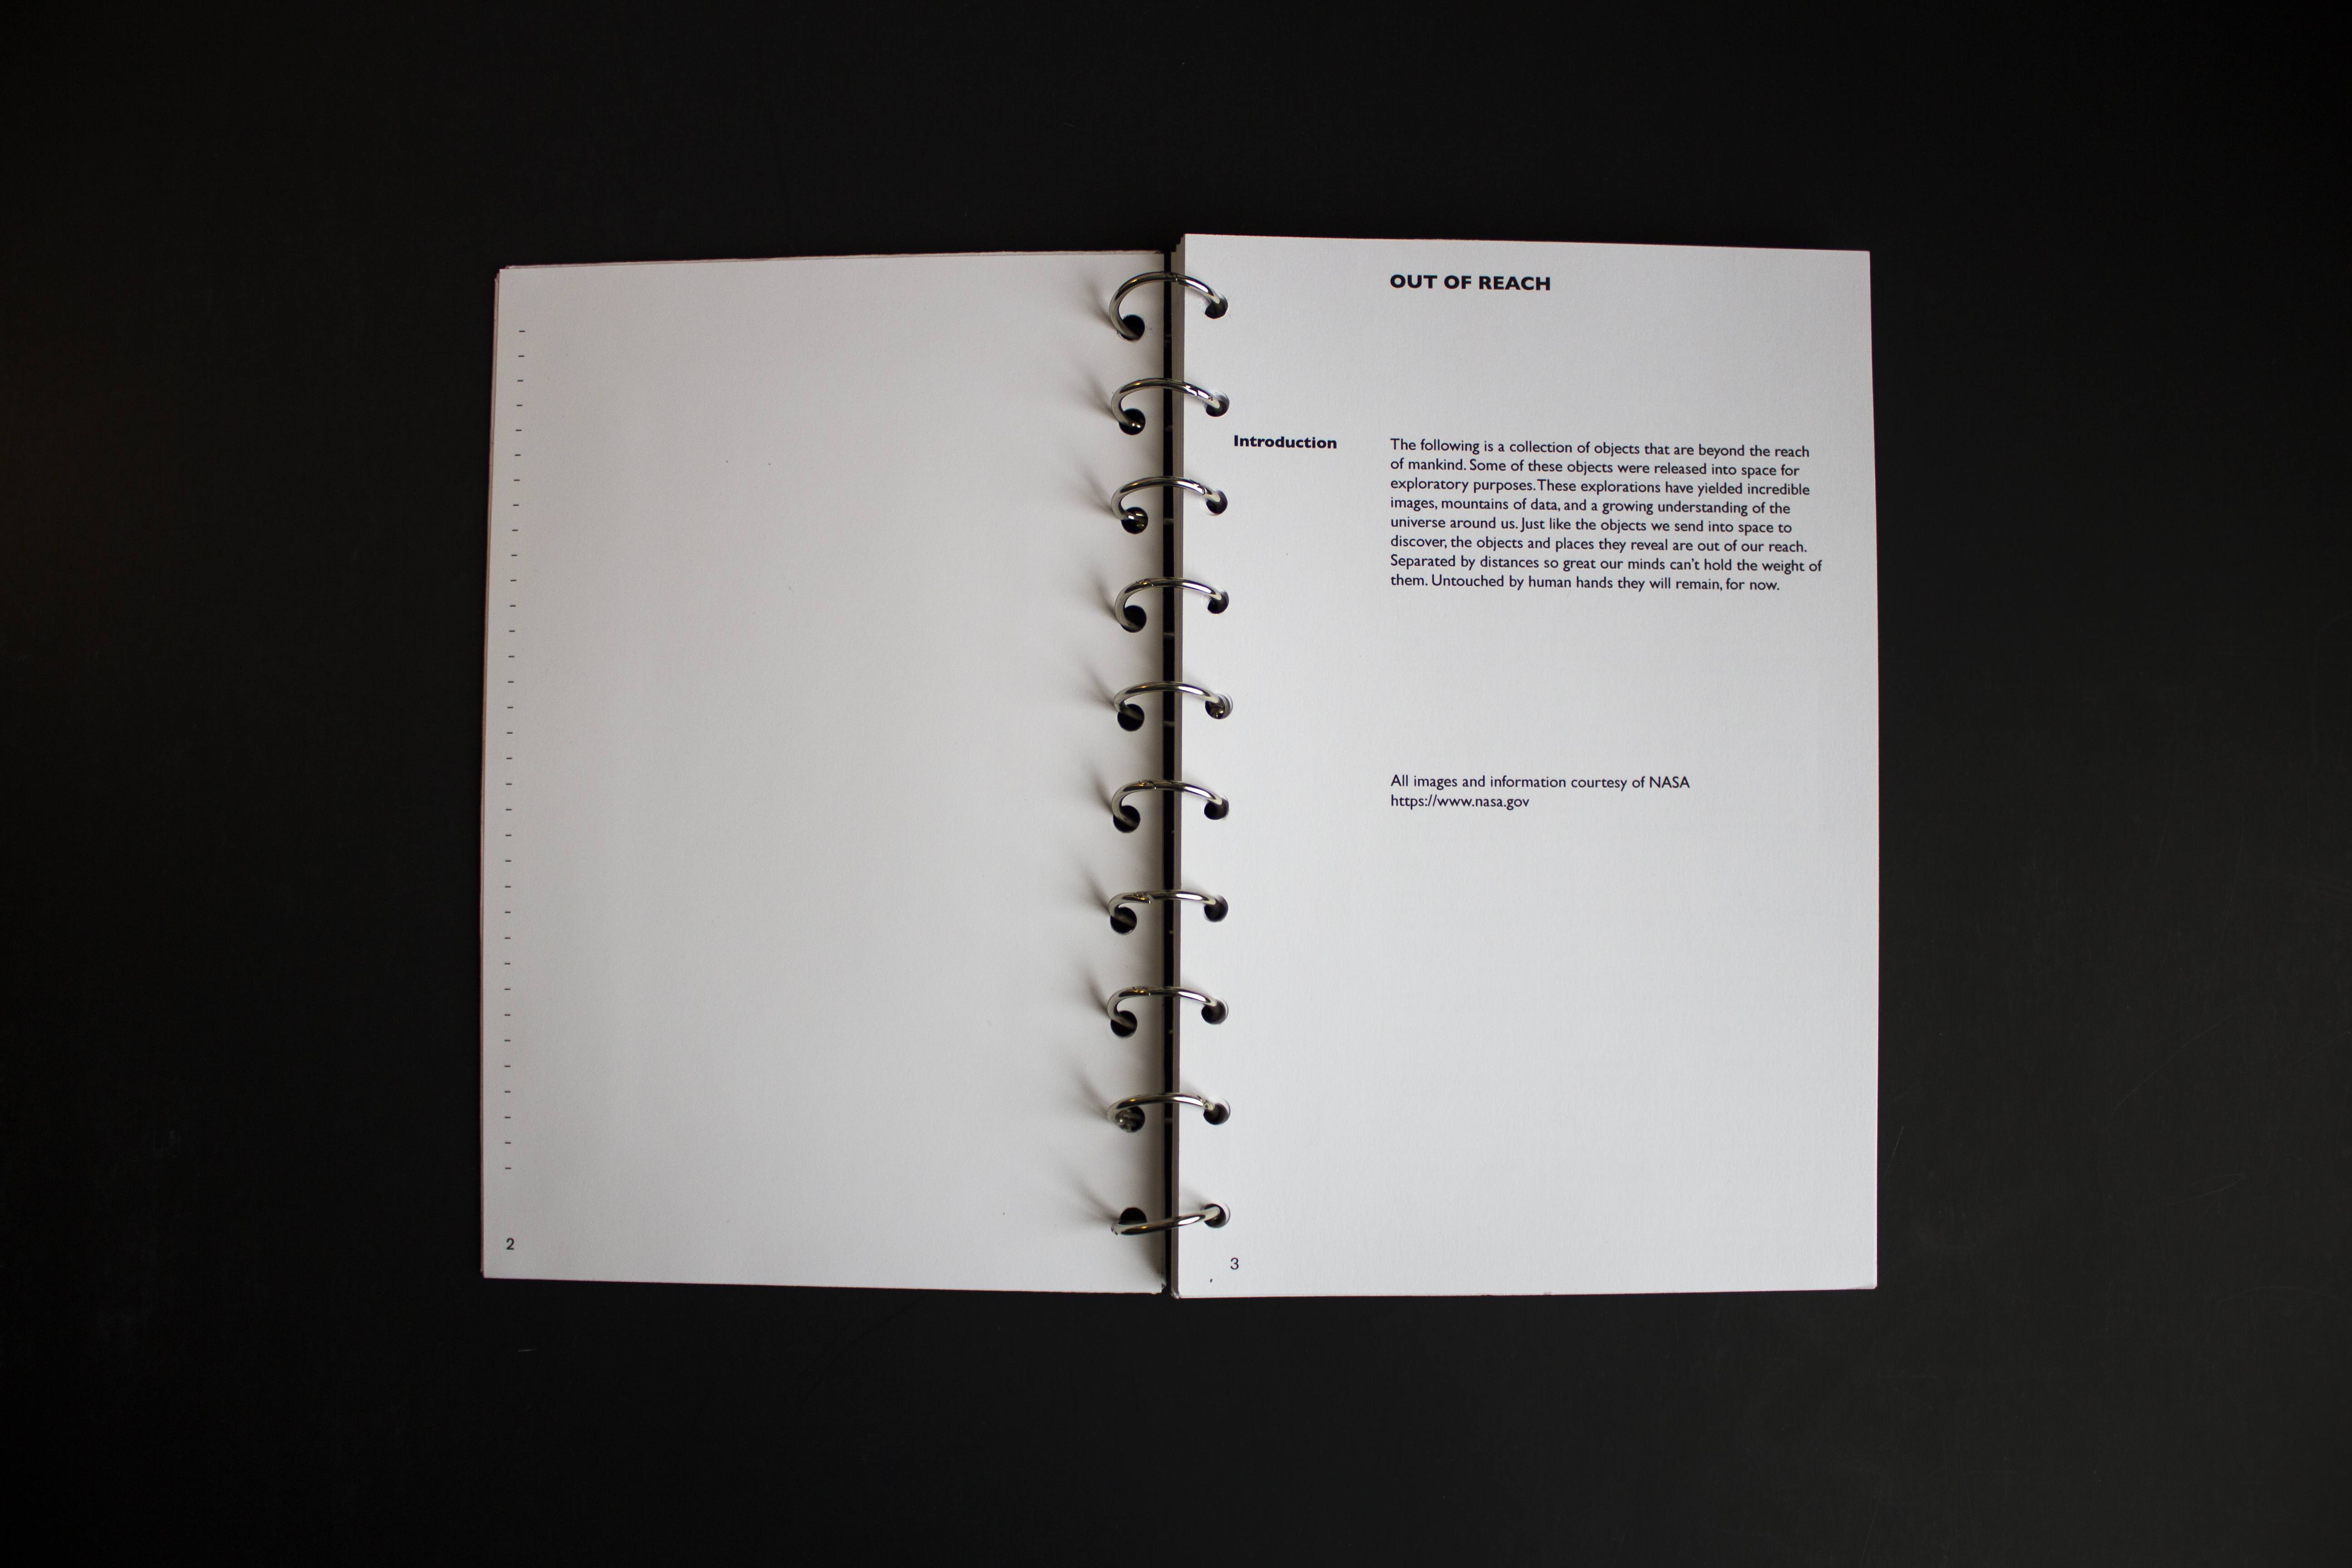 2
OUT OF REACH
Introduction
The following is a collection of objects that are beyond the reach
of mankind. Some of these objects were released into space for
exploratory purposes. These explorations have yielded incredible
images, mountains of data, and a growing understanding of the
universe around us. Just like the objects we send into space to
discover, the objects and places they reveal are out of our reach.
Separated by distances so great our minds can't hold the weight of
them. Untouched by human hands they will remain, for now.
All images and information courtesy of NASA
https://www.nasa.gov
3